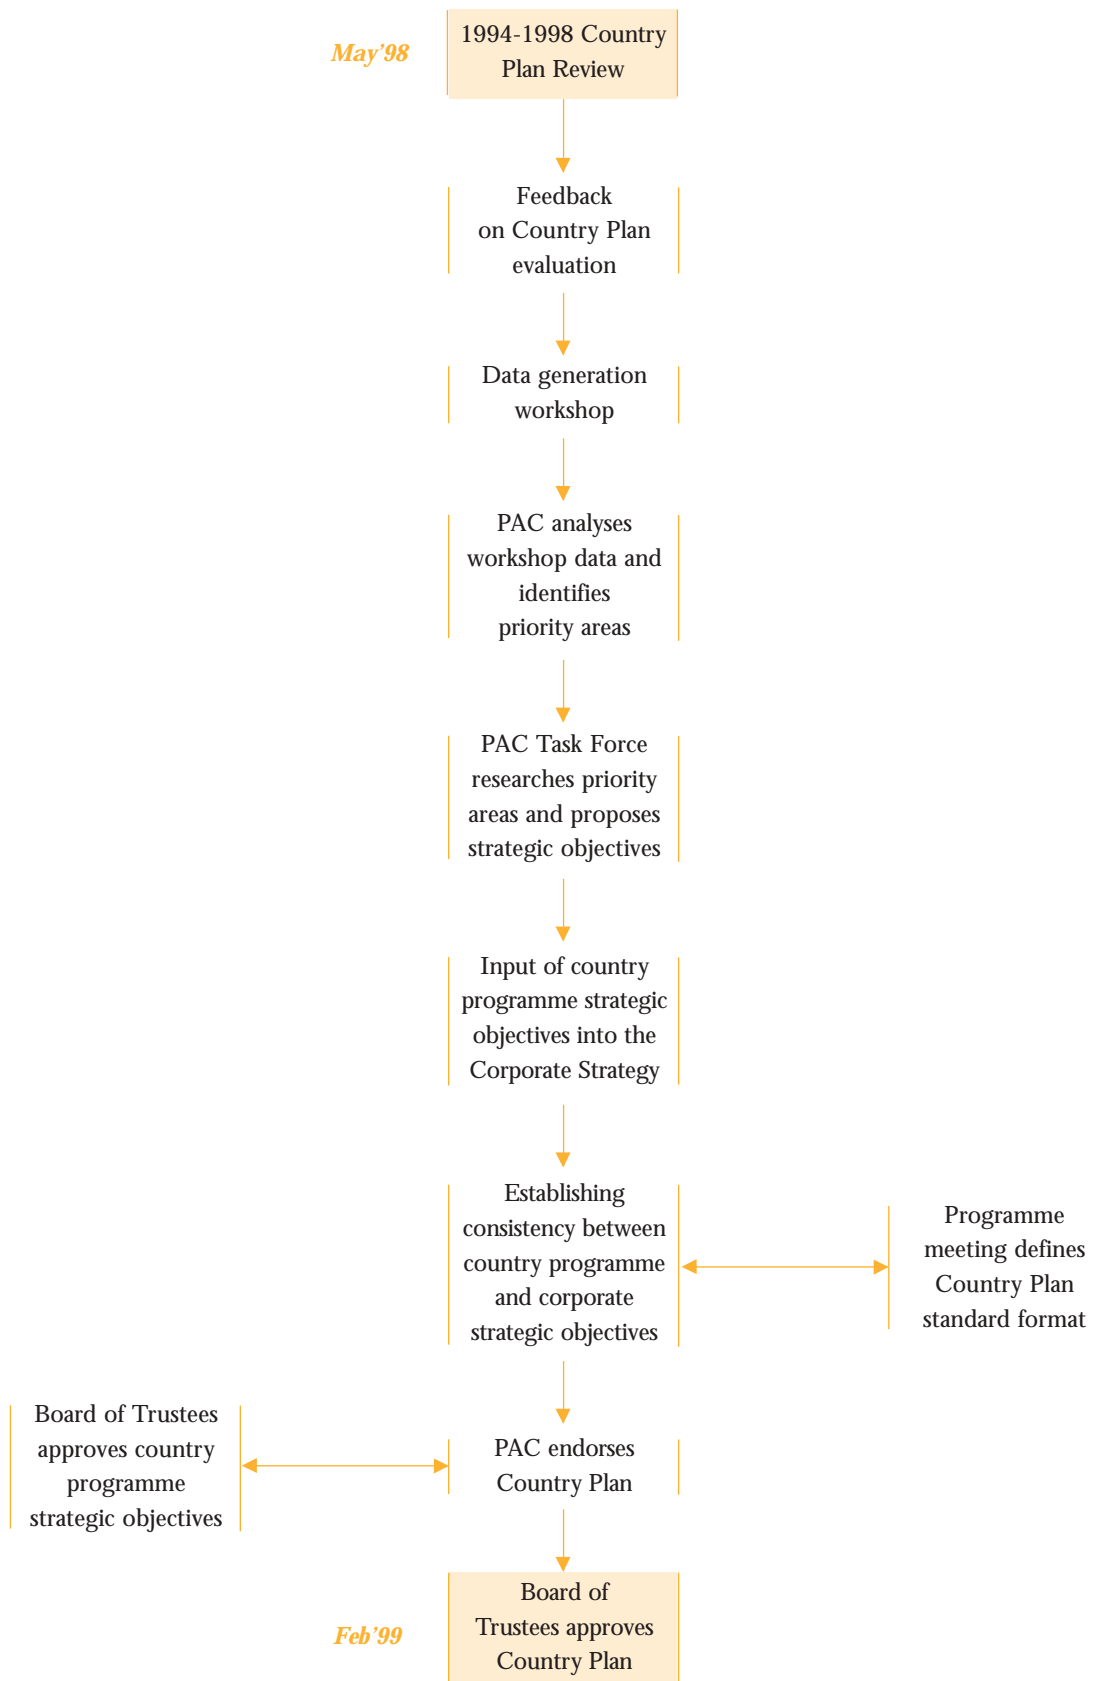 May'98
1994-1998 Country
Plan Review
Feedback
on Country Plan
evaluation
Data generation
workshop
PAC analyses
workshop data and
identifies
priority areas
PAC Task Force
researches priority
areas and proposes
strategic objectives
Input of country
programme strategic
objectives into the
Corporate Strategy
Establishing
consistency between
country programme
and corporate
strategic objectives
Programme
meeting defines
Country Plan
standard format
Board of Trustees
approves country
programme
strategic objectives
PAC endorses
Country Plan
Feb'99
Board of
Trustees approves
Country Plan